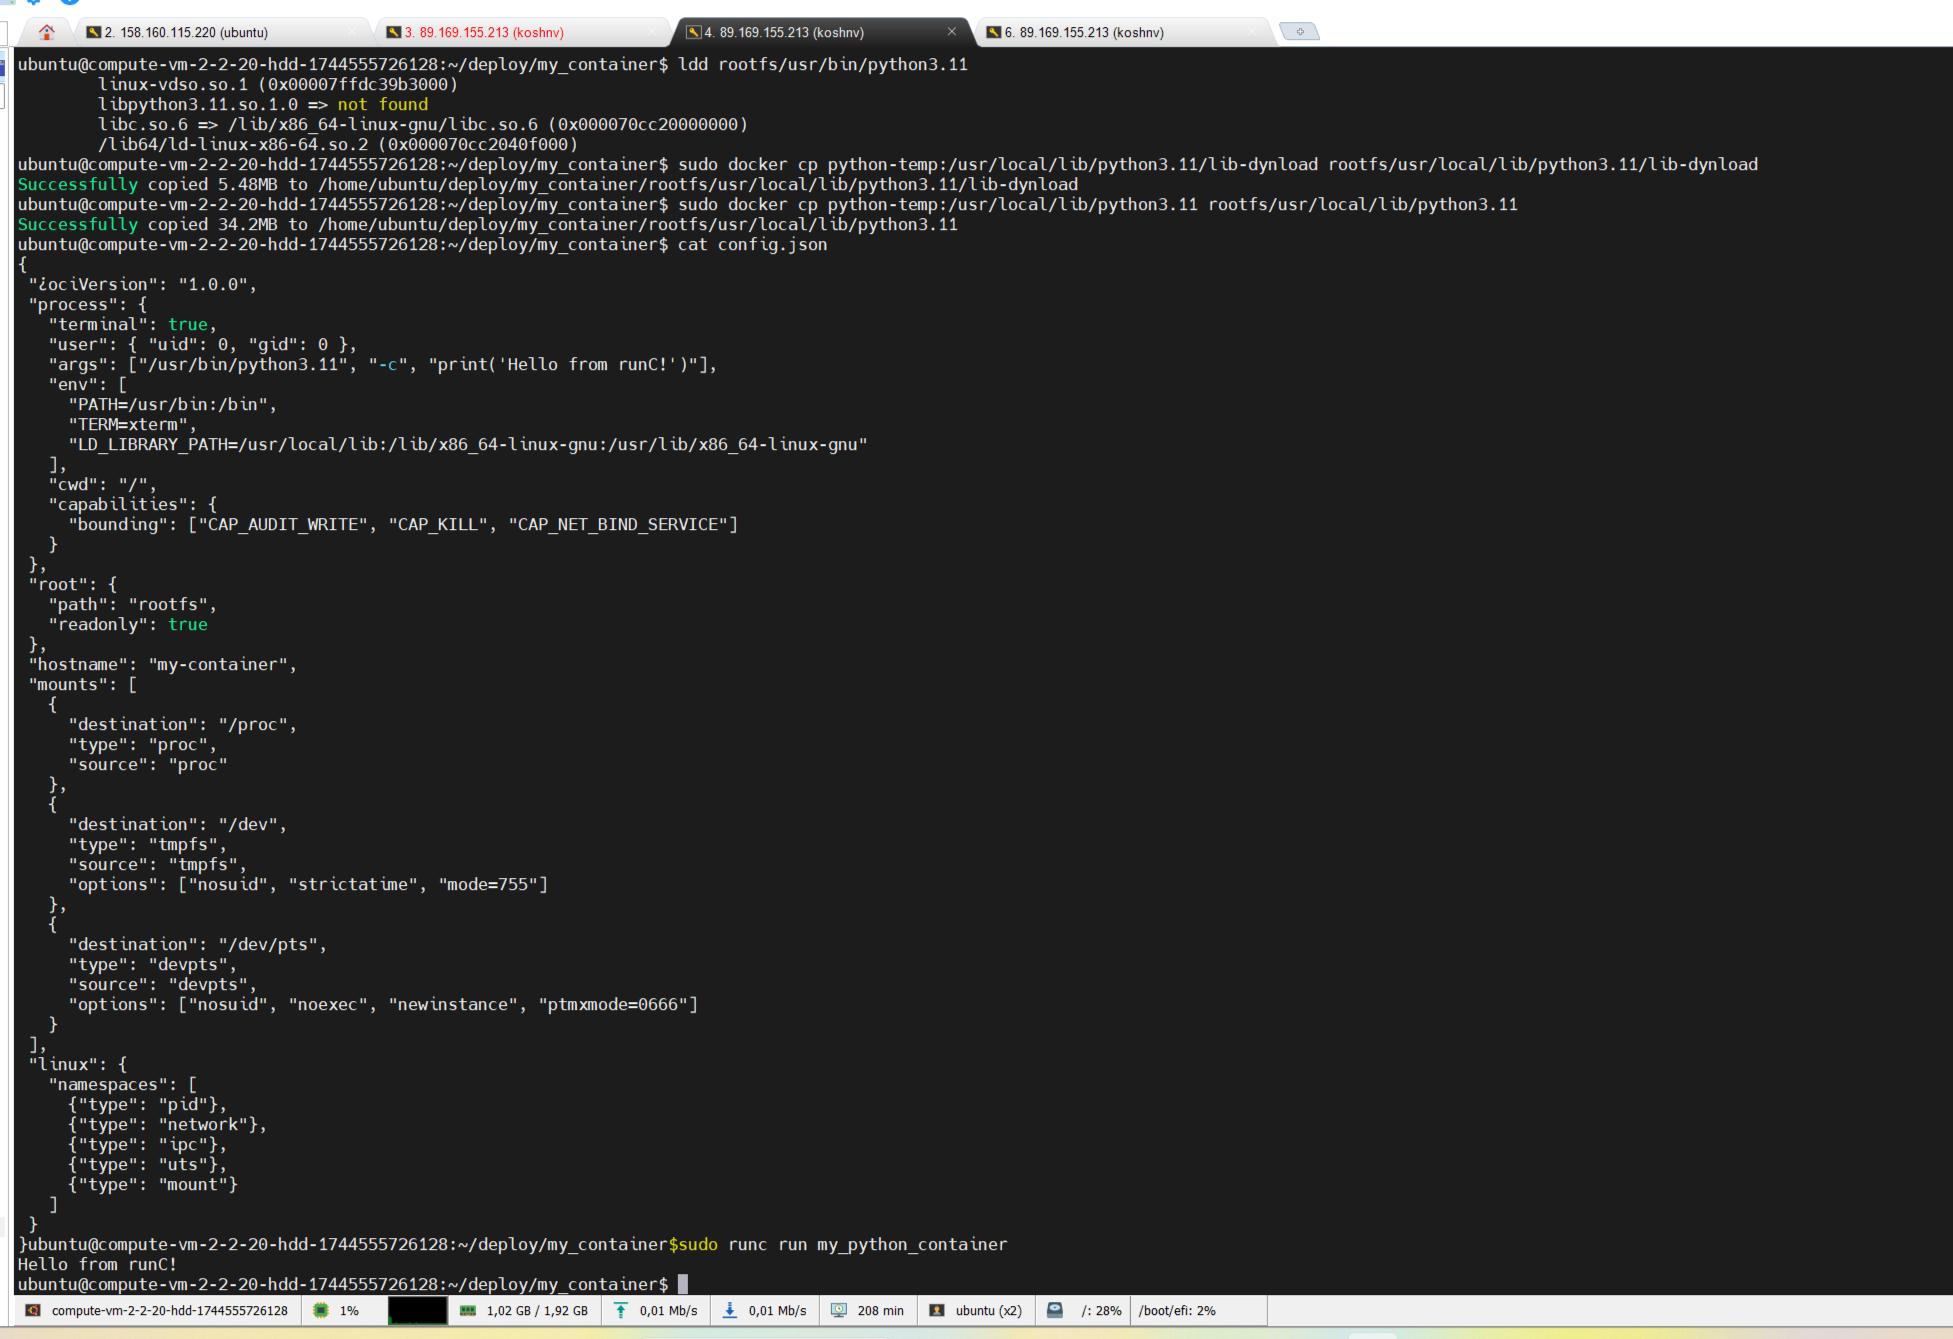 2. 158.160.115.220 (ubuntu)
3. 89.169.155.213 (koshnv)
4. 89.169.155.213 (koshnv)
6. 89.169.155.213 (koshnv)
ubuntu@compute-vm-2-2-20-hdd-1744555726128:~/deploy/my_container$ ldd rootfs/usr/bin/python3.11
        linux-vdso.so.1 (0x00007ffdc39b3000)
        libpython3.11.so.1.0 => not found
        libc.so.6 => /lib/x86_64-linux-gnu/libc.so.6 (0x000070cc20000000)
        /lib64/ld-linux-x86-64.so.2 (0x000070cc2040f000)
ubuntu@compute-vm-2-2-20-hdd-1744555726128:~/deploy/my_container$ sudo docker cp python-temp:/usr/local/lib/python3.11/lib-dynload rootfs/usr/local/lib/python3.11/lib-dynload
Successfully copied 5.48MB to /home/ubuntu/deploy/my_container/rootfs/usr/local/lib/python3.11/lib-dynload
ubuntu@compute-vm-2-2-20-hdd-1744555726128:~/deploy/my_container$ sudo docker cp python-temp:/usr/local/lib/python3.11 rootfs/usr/local/lib/python3.11
Successfully copied 34.2MB to /home/ubuntu/deploy/my_container/rootfs/usr/local/lib/python3.11
ubuntu@compute-vm-2-2-20-hdd-1744555726128:~/deploy/my_container$ cat config.json
{
 "¿ociVersion": "1.0.0",
 "process": {
   "terminal": true,
   "user": { "uid": 0, "gid": 0 },
   "args": ["/usr/bin/python3.11", "-c", "print('Hello from runC!')"],
   "env": [
     "PATH=/usr/bin:/bin",
     "TERM=xterm",
     "LD_LIBRARY_PATH=/usr/local/lib:/lib/x86_64-linux-gnu:/usr/lib/x86_64-linux-gnu"
   ],
   "cwd": "/",
   "capabilities": {
     "bounding": ["CAP_AUDIT_WRITE", "CAP_KILL", "CAP_NET_BIND_SERVICE"]
   }
 },
 "root": {
   "path": "rootfs",
   "readonly": true
 },
 "hostname": "my-container",
 "mounts": [
   {
     "destination": "/proc",
     "type": "proc",
     "source": "proc"
   },
   {
     "destination": "/dev",
     "type": "tmpfs",
     "source": "tmpfs",
     "options": ["nosuid", "strictatime", "mode=755"]
   },
   {
     "destination": "/dev/pts",
     "type": "devpts",
     "source": "devpts",
     "options": ["nosuid", "noexec", "newinstance", "ptmxmode=0666"]
   }
 ],
 "linux": {
   "namespaces": [
     {"type": "pid"},
     {"type": "network"},
     {"type": "ipc"},
     {"type": "uts"},
     {"type": "mount"}
   ]
 }
}ubuntu@compute-vm-2-2-20-hdd-1744555726128:~/deploy/my_container$sudo runc run my_python_container
Hello from runC!
ubuntu@compute-vm-2-2-20-hdd-1744555726128:~/deploy/my_container$
compute-vm-2-2-20-hdd-1744555726128 1% 1,02 GB / 1,92 GB 0,01 Mb/s 0,01 Mb/s 208 min ubuntu (x2) /: 28% /boot/efi: 2%